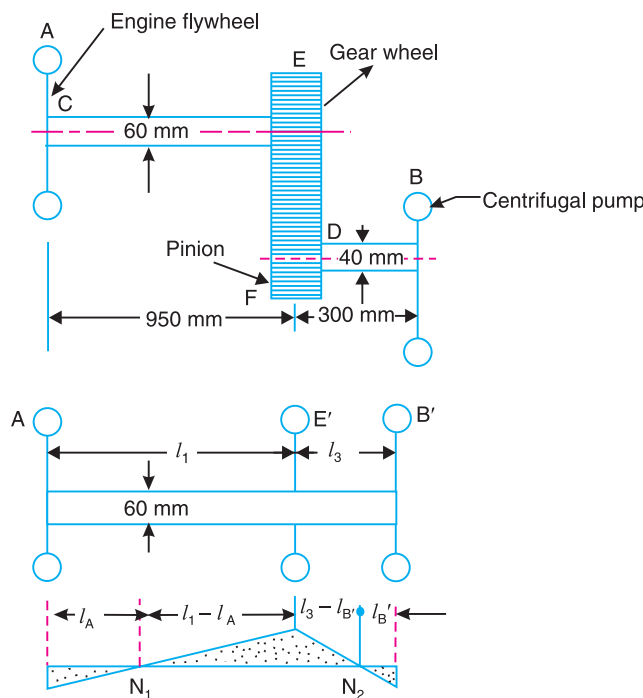 A
Engine flywheel
E
Gear wheel
C
60 mm
B
Centrifugal pump
D
Pinion
40 mm
F
950 mm
300 mm
A
E′
B′
l1
l3
60 mm
lA
l1 – lA
l3 – lB′
lB′
N1
N2